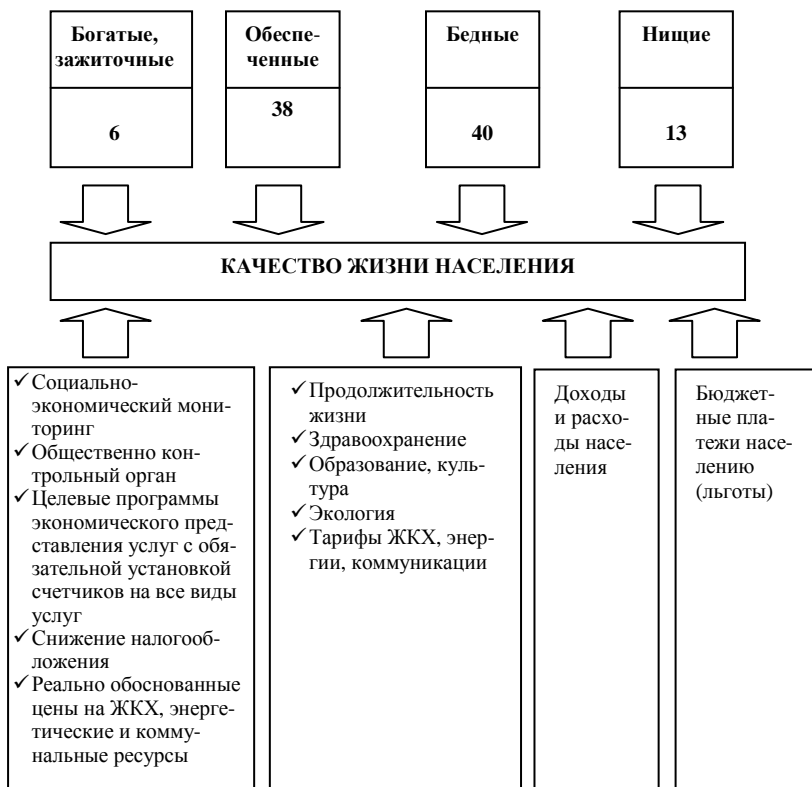 Богатые,
зажиточные
6
Обеспе-
ченные
38
Бедные
40
Нищие
13
КАЧЕСТВО ЖИЗНИ НАСЕЛЕНИЯ
✓Социально-
экономический мони-
торинг
✓Общественно кон-
трольный орган
✓Целевые программы
экономического пред-
ставления услуг с обя-
зательной установкой
счетчиков на все виды
услуг
✓Снижение налогооб-
ложения
✓Реально обоснованные
цены на ЖКХ, энерге-
тические и комму-
нальные ресурсы
✓Продолжительность
жизни
✓Здравоохранение
✓Образование, куль-
тура
✓Экология
✓Тарифы ЖКХ, энер-
гии, коммуникации
Доходы
и расхо-
ды насе-
ления
Бюджет-
ные пла-
тежи насе-
лению
(льготы)